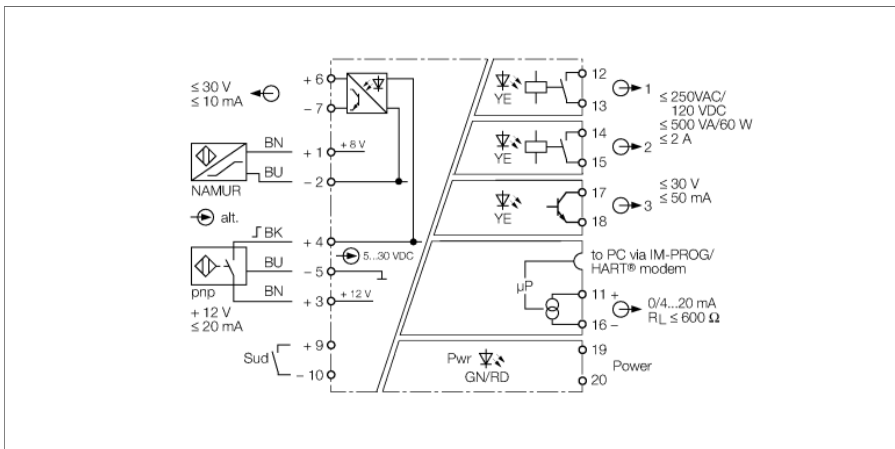 ≤ 30 V
≤ 10 mA
+ 6
– 7
BN
+ 1
+ 8 V
BU
– 2
NAMUR
alt.
BK
+ 4
5...30 VDC
BU
– 5
pnp
BN
+ 3
+ 12 V
+ 12 V
≤ 20 mA
Sud
+ 9
– 10
YE
12
13
1
≤ 250VAC/
120 VDC
≤ 500 VA/60 W
≤ 2 A
YE
14
15
2
YE
17
18
3
≤ 30 V
≤ 50 mA
to PC via IM-PROG/
HART® modem
µP
11 +
16 –
0/4...20 mA
RL ≤ 600 Ω
Pwr
GN/RD
19
20
Power